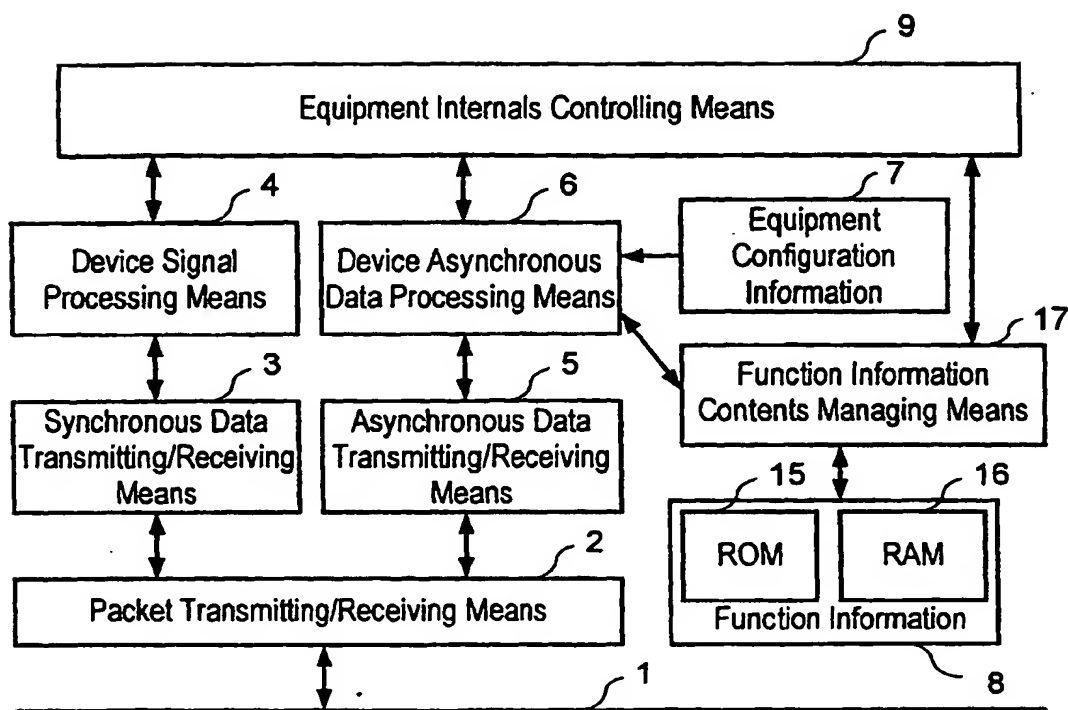 9
Equipment Internals Controlling Means
4
Device Signal
Processing Means
6
Device Asynchronous
Data Processing Means
7
Equipment
Configuration
Information
17
Function Information
Contents Managing Means
3
Synchronous Data
Transmitting/Receiving
Means
5
Asynchronous Data
Transmitting/Receiving
Means
15
ROM
16
RAM
Function Information
8
2
Packet Transmitting/Receiving Means
1